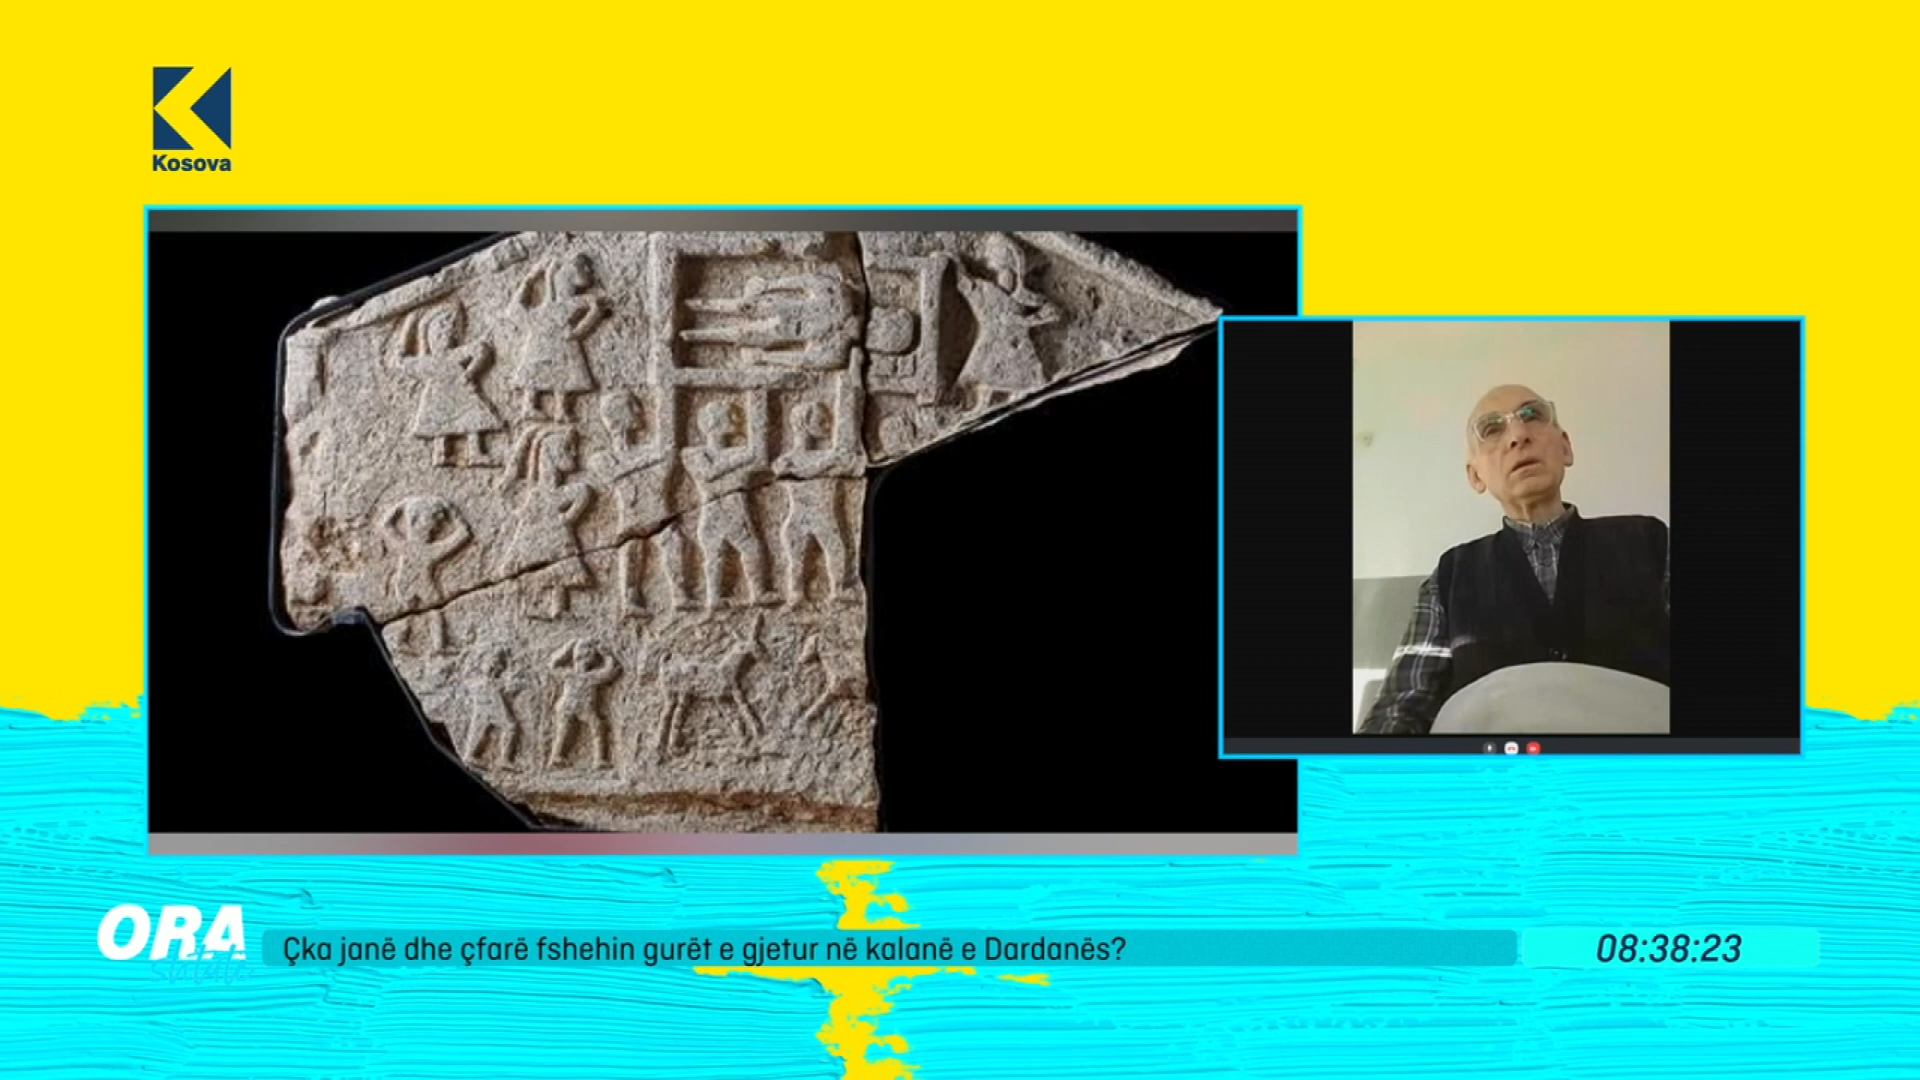 Kosova
ORA
Çka janë dhe çfarë fshehin gurët e gjetur në kalanë e Dardanës?
08:38:23